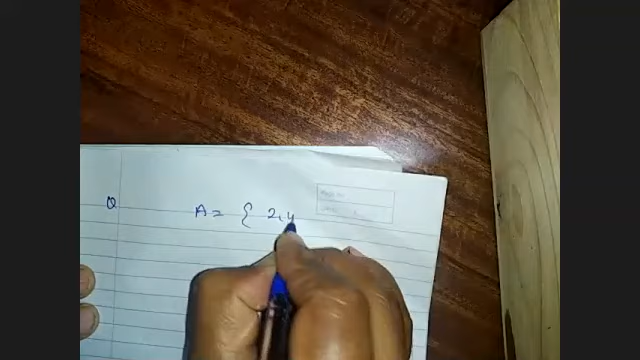 Q A = { 2, 4